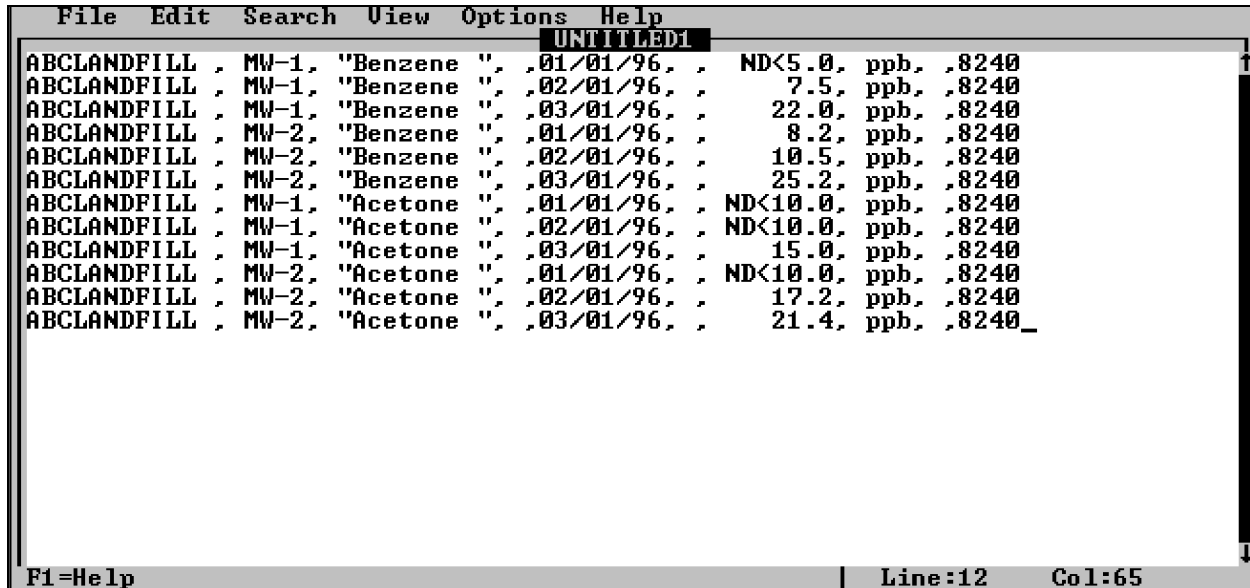 File Edit Search View Options Help
UNTITLED1
ABCLANDFILL , MW-1, "Benzene ", ,01/01/96, , ND<5.0, ppb, ,8240
ABCLANDFILL , MW-1, "Benzene ", ,02/01/96, , 7.5, ppb, ,8240
ABCLANDFILL , MW-1, "Benzene ", ,03/01/96, , 22.0, ppb, ,8240
ABCLANDFILL , MW-2, "Benzene ", ,01/01/96, , 8.2, ppb, ,8240
ABCLANDFILL , MW-2, "Benzene ", ,02/01/96, , 10.5, ppb, ,8240
ABCLANDFILL , MW-2, "Benzene ", ,03/01/96, , 25.2, ppb, ,8240
ABCLANDFILL , MW-1, "Acetone ", ,01/01/96, , ND<10.0, ppb, ,8240
ABCLANDFILL , MW-1, "Acetone ", ,02/01/96, , ND<10.0, ppb, ,8240
ABCLANDFILL , MW-1, "Acetone ", ,03/01/96, , 15.0, ppb, ,8240
ABCLANDFILL , MW-2, "Acetone ", ,01/01/96, , ND<10.0, ppb, ,8240
ABCLANDFILL , MW-2, "Acetone ", ,02/01/96, , 17.2, ppb, ,8240
ABCLANDFILL , MW-2, "Acetone ", ,03/01/96, , 21.4, ppb, ,8240_
F1=Help Line:12 Col:65